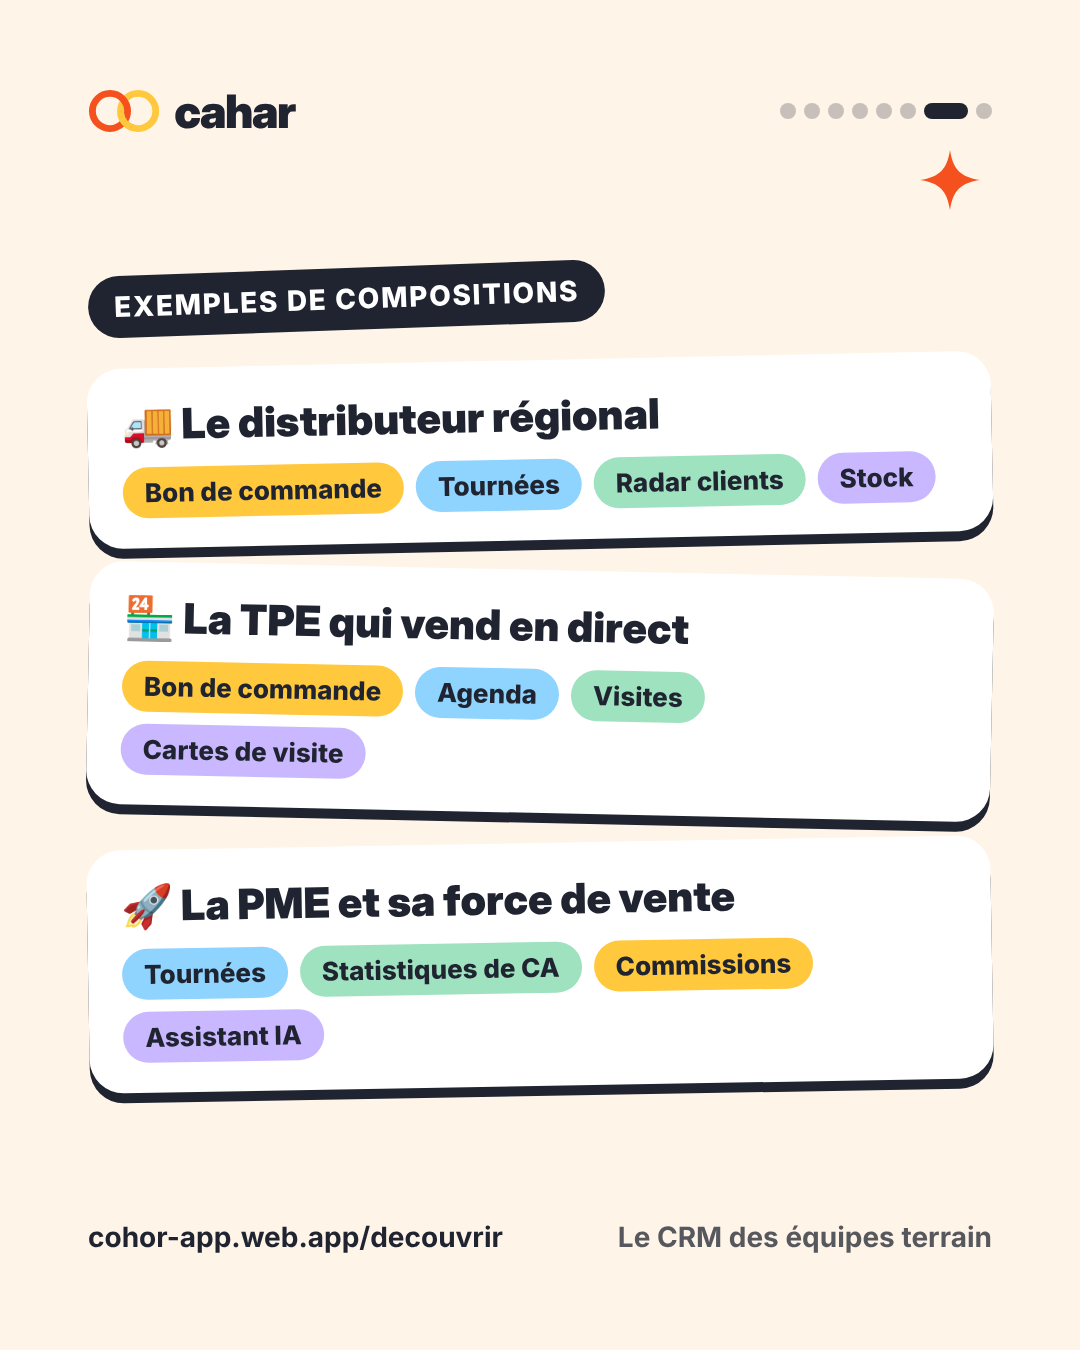 cahar
EXEMPLES DE COMPOSITIONS
Le distributeur régional
Bon de commande Tournées Radar clients Stock
24
La TPE qui vend en direct
Bon de commande Agenda Visites
Cartes de visite
La PME et sa force de vente
Tournées Statistiques de CA Commissions
Assistant IA
cohor-app.web.app/decouvrir Le CRM des équipes terrain